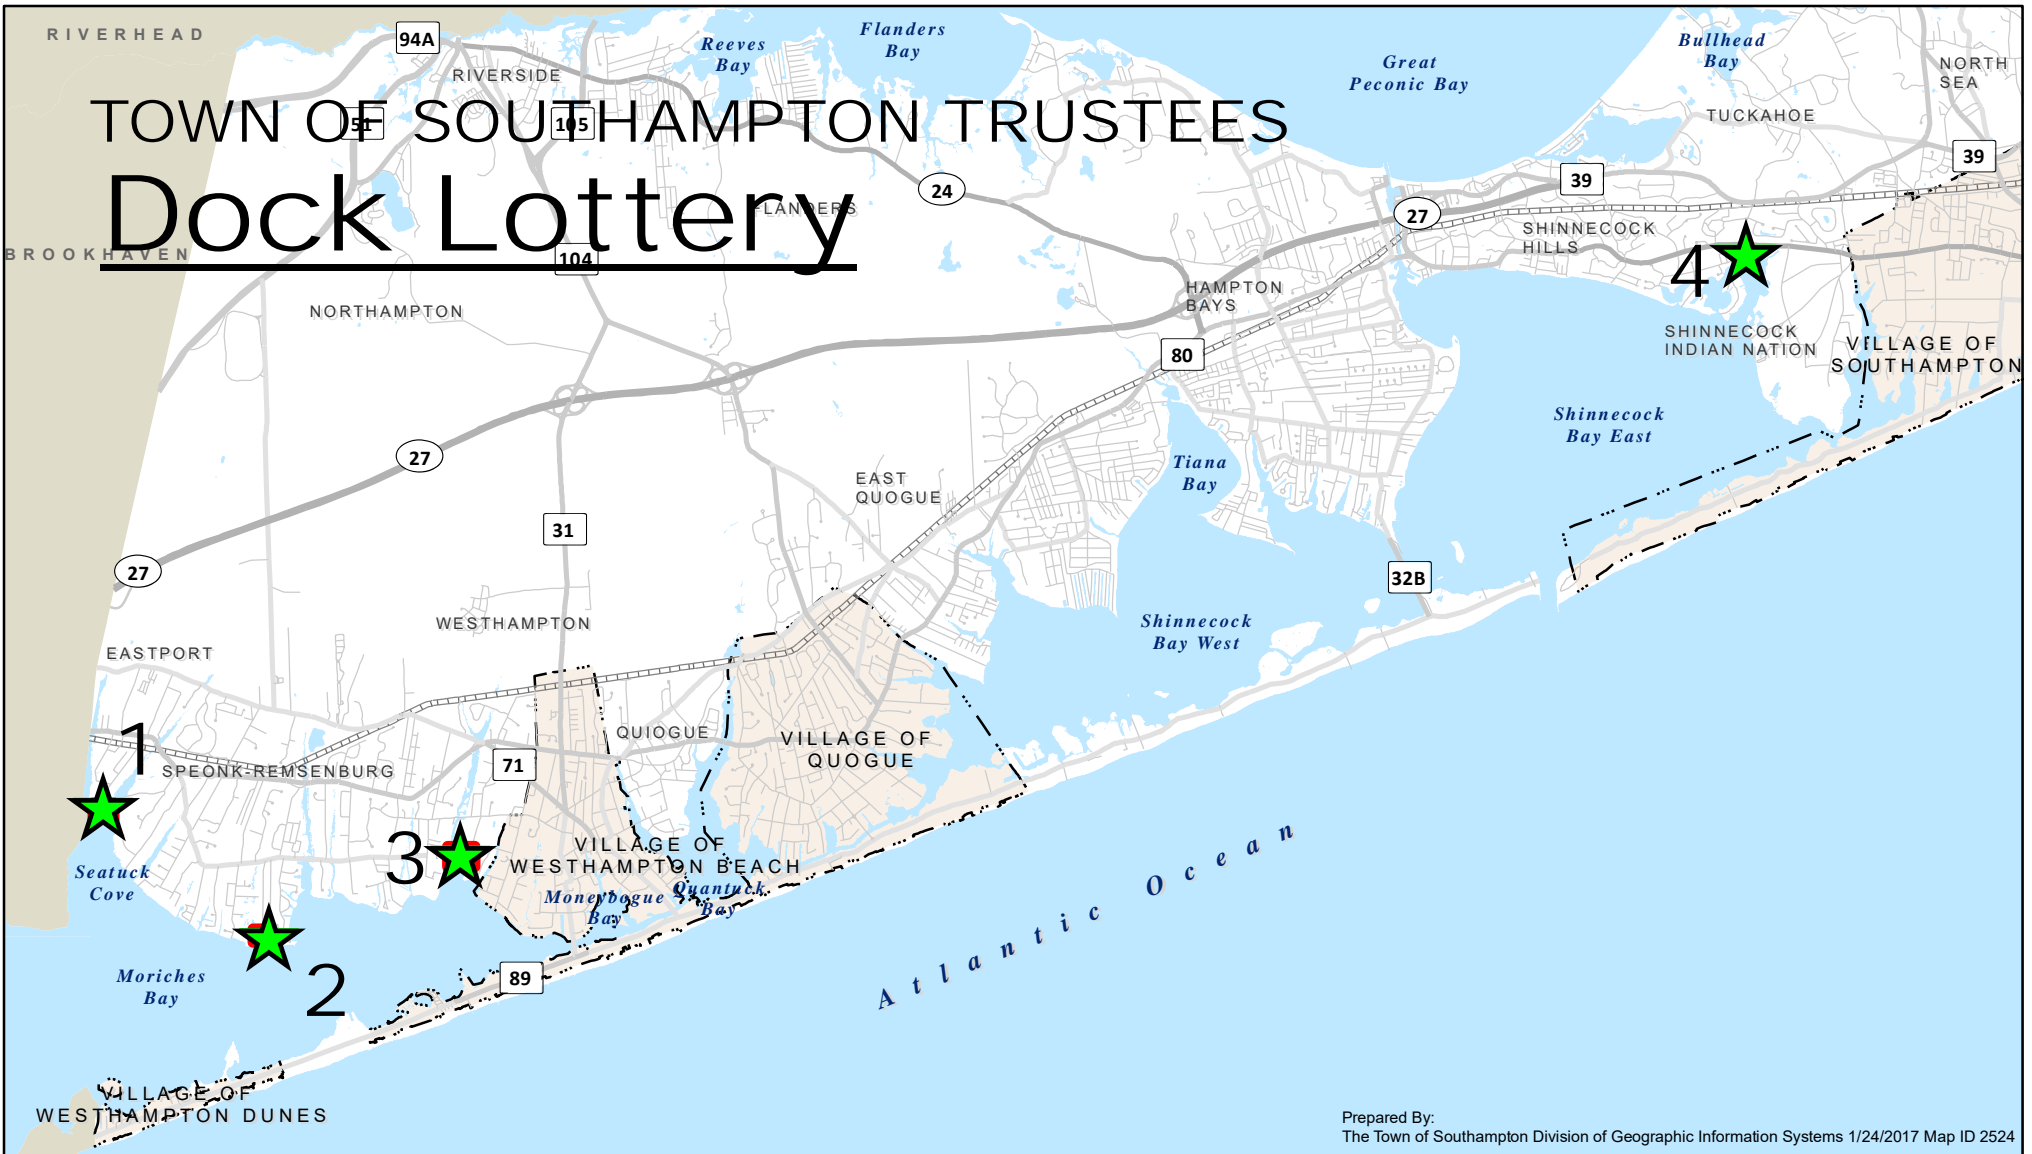 RIVERHEAD
94A
RIVERSIDE
Reeves
Bay
Flanders
Bay
Great
Peconic Bay
Bullhead
Bay
NORTH
SEA
TUCKAHOE
TOWN OF SOUTHAMPTON TRUSTEES
51
105
39
39
Dock Lottery
FLANDERS
24
27
SHINNECOCK
HILLS
BROOKHAVEN
104
4
NORTHAMPTON
HAMPTON
BAYS
SHINNECOCK
INDIAN NATION
VILLAGE OF
SOUTHAMPTON
80
Shinnecock
Bay East
27
Tiana
Bay
EAST
QUOGUE
31
27
32B
WESTHAMPTON
Shinnecock
Bay West
EASTPORT
1
QUIOGUE
VILLAGE OF
QUOGUE
71
SPEONK-REMSENBURG
3
VILLAGE OF
WESTHAMPTON BEACH
Seatuck
Cove
Moneybogue
Bay
Quantuck
Bay
Atlantic Ocean
2
Moriches
Bay
89
VILLAGE OF
WESTHAMPTON DUNES
Prepared By:
The Town of Southampton Division of Geographic Information Systems 1/24/2017 Map ID 2524